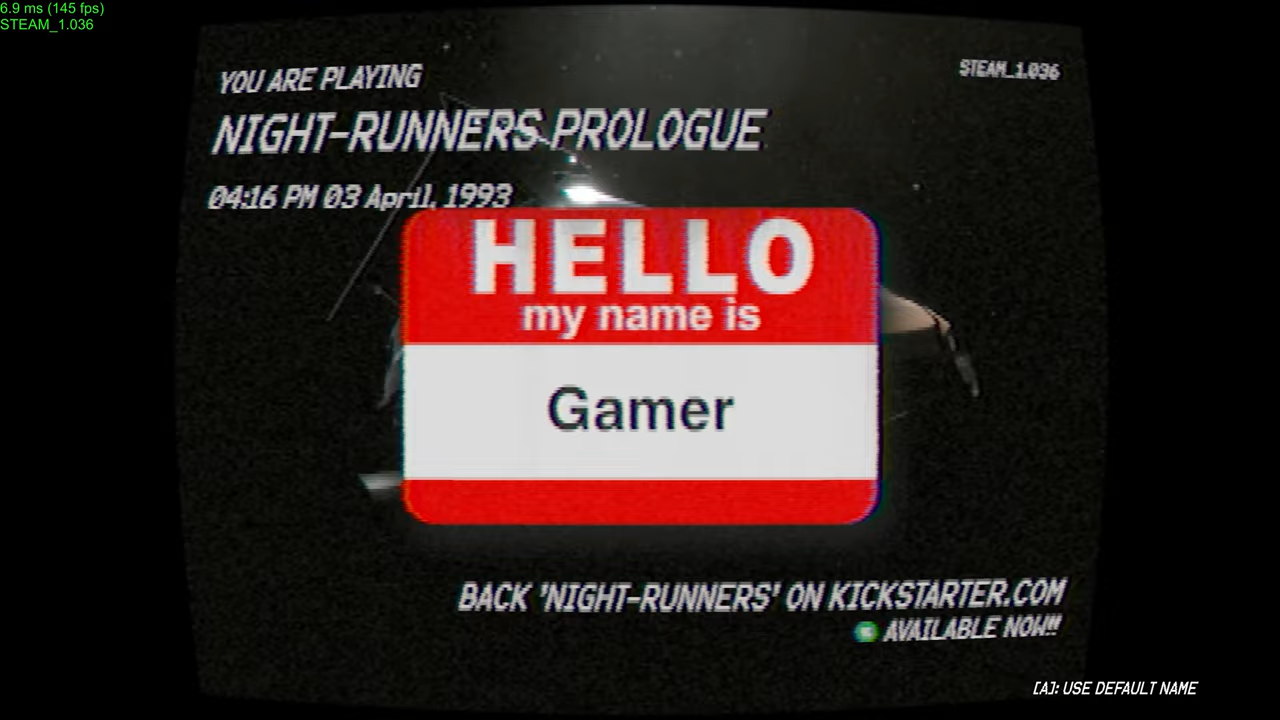 6.9 ms (145 fps)
STEAM_1.036
YOU ARE PLAYING
STEAM_1.036
NIGHT-RUNNERS PROLOGUE
04:16 PM 03 April, 1993
HELLO
my name is
Gamer
BACK 'NIGHT-RUNNERS' ON KICKSTARTER.COM
AVAILABLE NOW!!
[A]: USE DEFAULT NAME